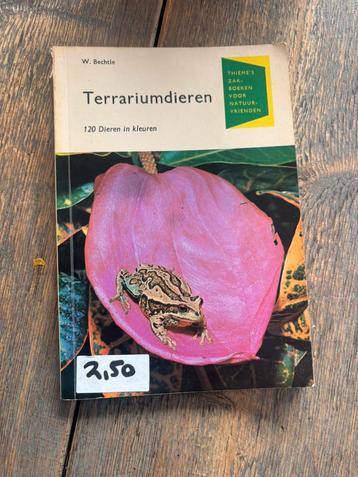 W. Bechtle
Terrariumdieren
120 Dieren in kleuren
THIEME'S
ZAK-
BOEKEN
VOOR
NATUUR-
VRIENDEN
2,50